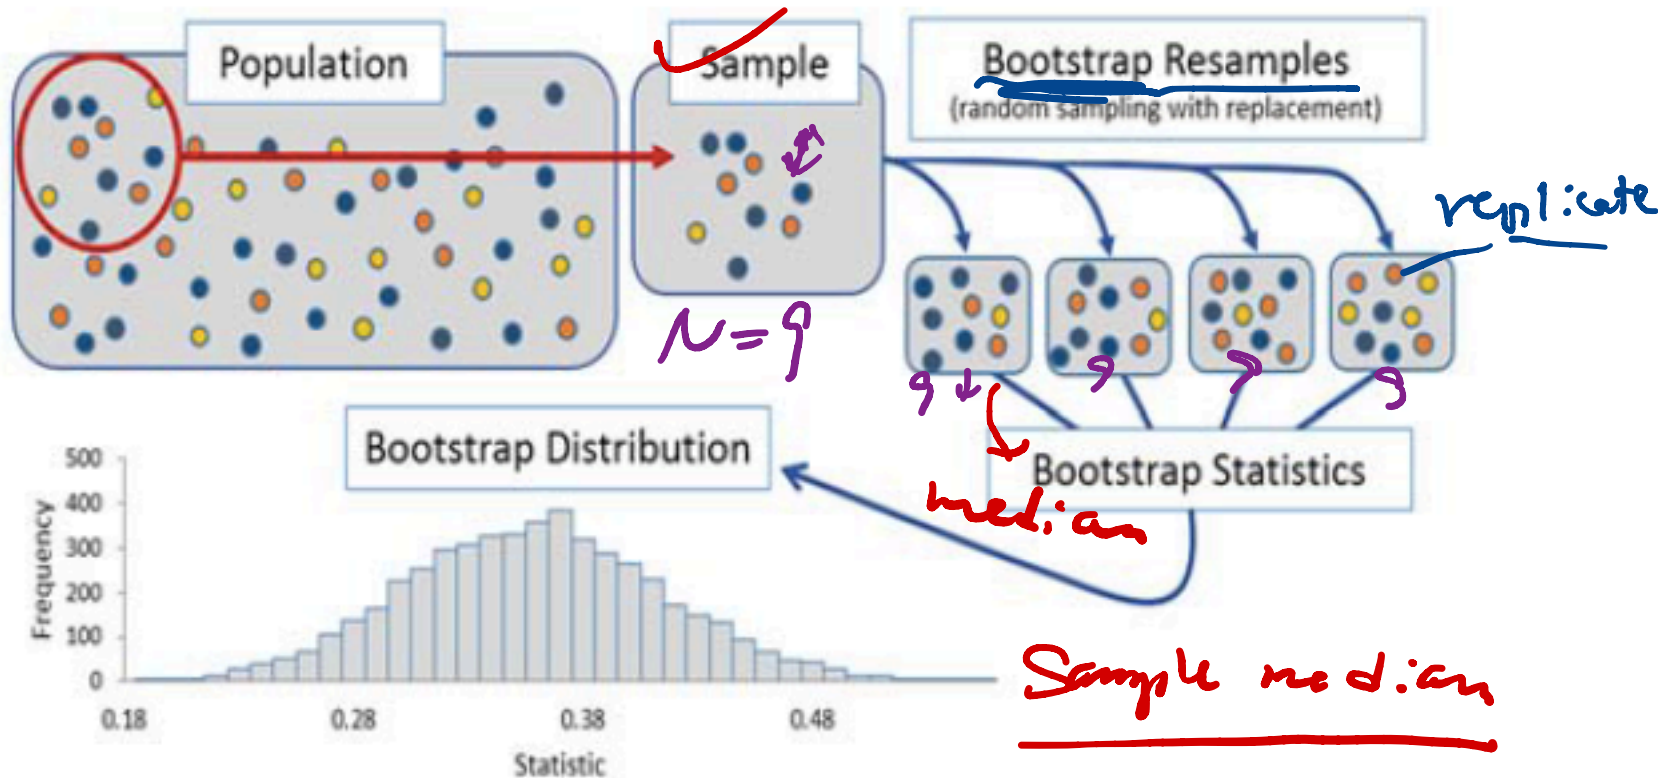 Population
Sample
Bootstrap Resamples
(random sampling with replacement)
replicate
N=9
9
9
9
9
Bootstrap Distribution
Bootstrap Statistics
median
500
400
300
200
100
0
Frequency
0.18 0.28 0.38 0.48
Statistic
Sample median